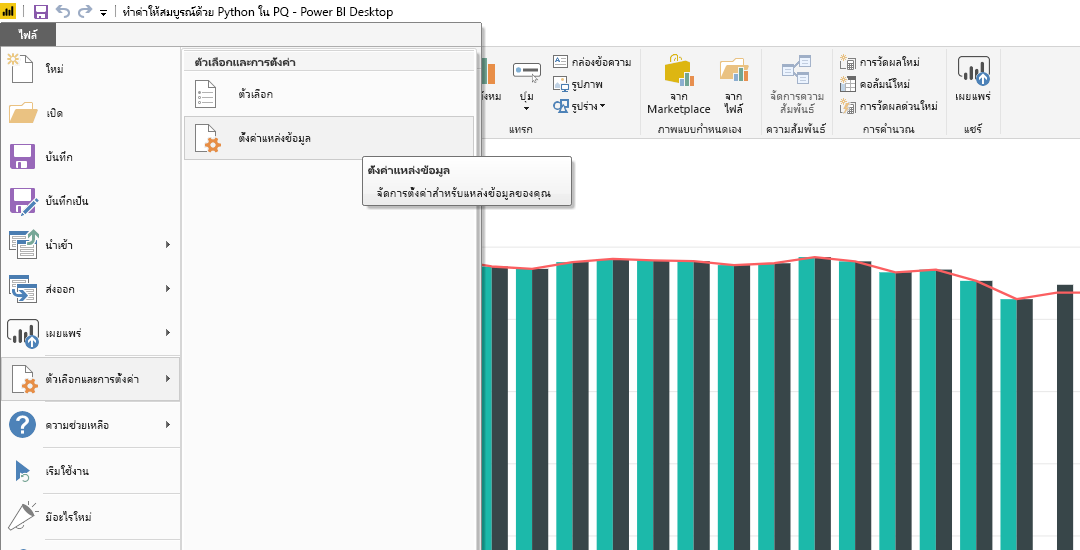 ทำค่าให้สมบูรณ์ด้วย Python ใน PQ - Power BI Desktop
ไฟล์
ใหม่
เปิด
บันทึก
บันทึกเป็น
นำเข้า
ส่งออก
เผยแพร่
ตัวเลือกและการตั้งค่า
ความช่วยเหลือ
เริ่มใช้งาน
มีอะไรใหม่
ตัวเลือกและการตั้งค่า
ตัวเลือก
ตั้งค่าแหล่งข้อมูล
ตั้งค่าแหล่งข้อมูล
จัดการตั้งค่าสำหรับแหล่งข้อมูลของคุณ
ปุ่ม
กล่องข้อความ
รูปภาพ
รูปร่าง
แทรก
จาก
Marketplace
จาก
ไฟล์
ภาพแบบกำหนดเอง
จัดการความ
สัมพันธ์
ความสัมพันธ์
การวัดผลใหม่
คอลัมน์ใหม่
การวัดผลด่วนใหม่
การคำนวณ
เผยแพร่
แชร์